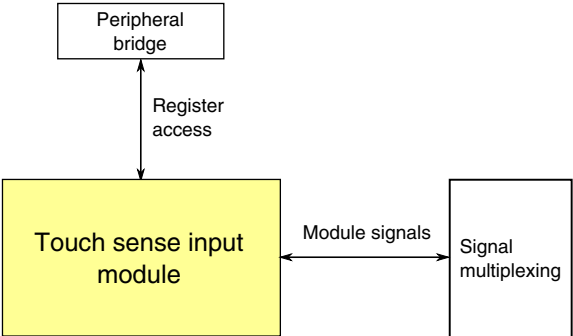 Peripheral
bridge
Register
access
Touch sense input
module
Module signals
Signal
multiplexing